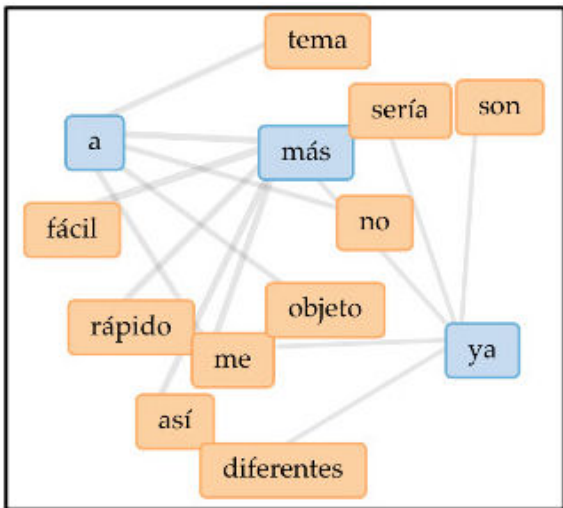 tema
sería
son
a
más
fácil
no
rápido
objeto
me
ya
así
diferentes